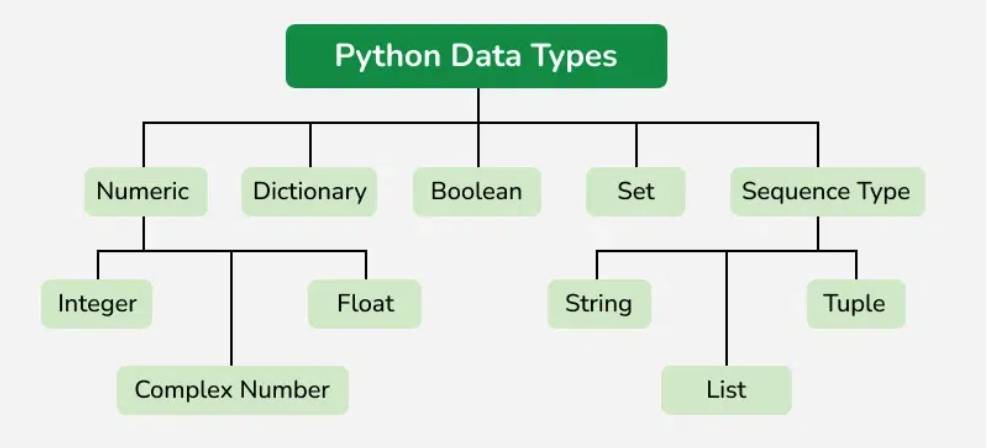 Python Data Types
Numeric
Dictionary
Boolean
Set
Sequence Type
Integer
Float
String
Tuple
Complex Number
List